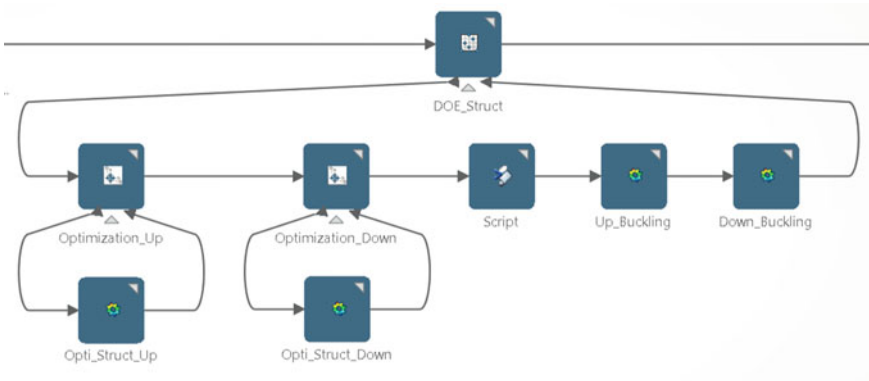 DOE_Struct
Optimization_Up
Optimization_Down
Script
Up_Buckling
Down_Buckling
Opti_Struct_Up
Opti_Struct_Down